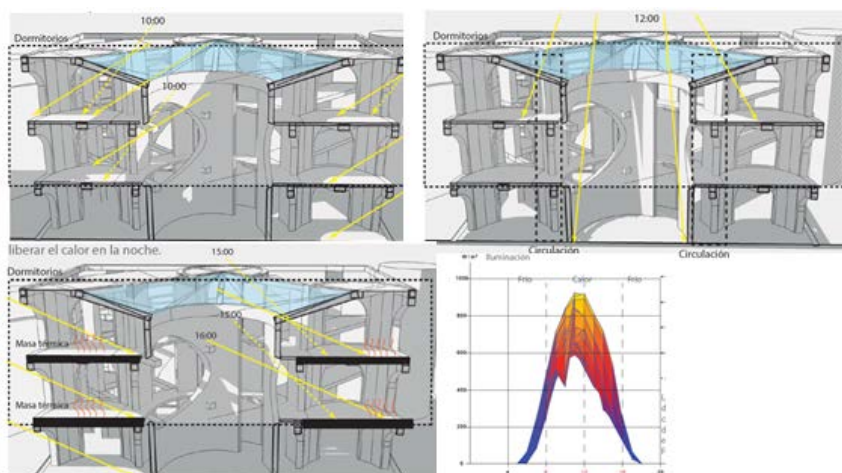 10:00
Dormitorios
10:00
12:00
Dormitorios
Circulación
Circulación
liberar el calor en la noche.
15:00
Dormitorios
15:00
16:00
Masa térmica
Masa térmica
Iluminación
Frío
Calor
Frío
800
600
400
200
0